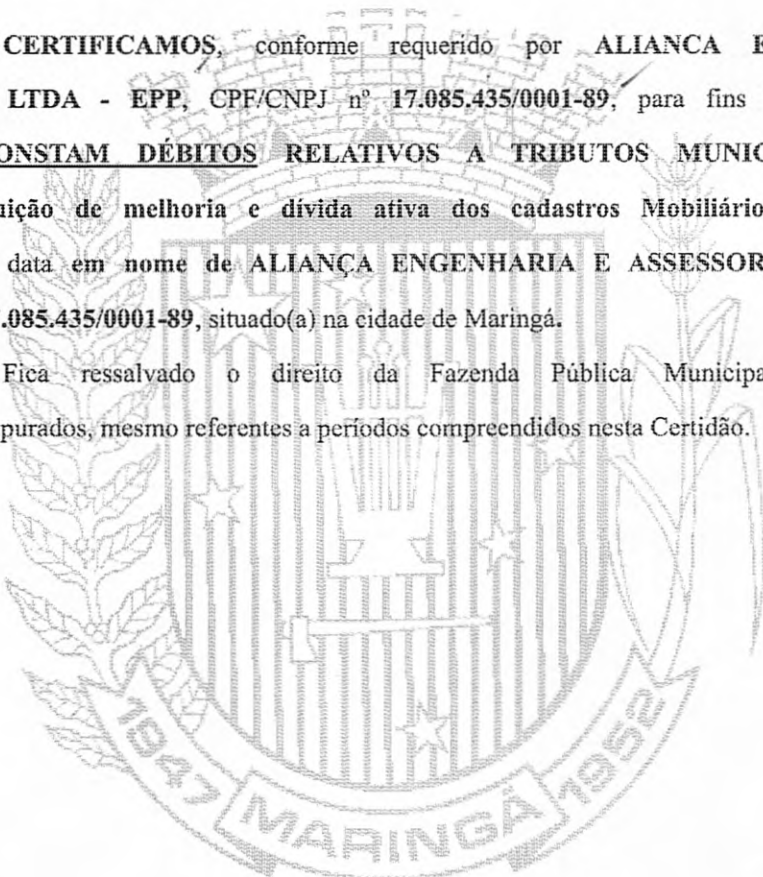 CERTIFICAMOS, conforme requerido por ALIANCA E
LTDA - EPP, CPF/CNPJ nº 17.085.435/0001-89, para fins
ONSTAM DÉBITOS RELATIVOS A TRIBUTOS MUNIC
uição de melhoria e dívida ativa dos cadastros Mobiliário
data em nome de ALIANÇA ENGENHARIA E ASSESSOR
.085.435/0001-89, situado(a) na cidade de Maringá.
Fica ressalvado o direito da Fazenda Pública Municipa
purados, mesmo referentes a períodos compreendidos nesta Certidão.
1947 MARINGÁ 1952